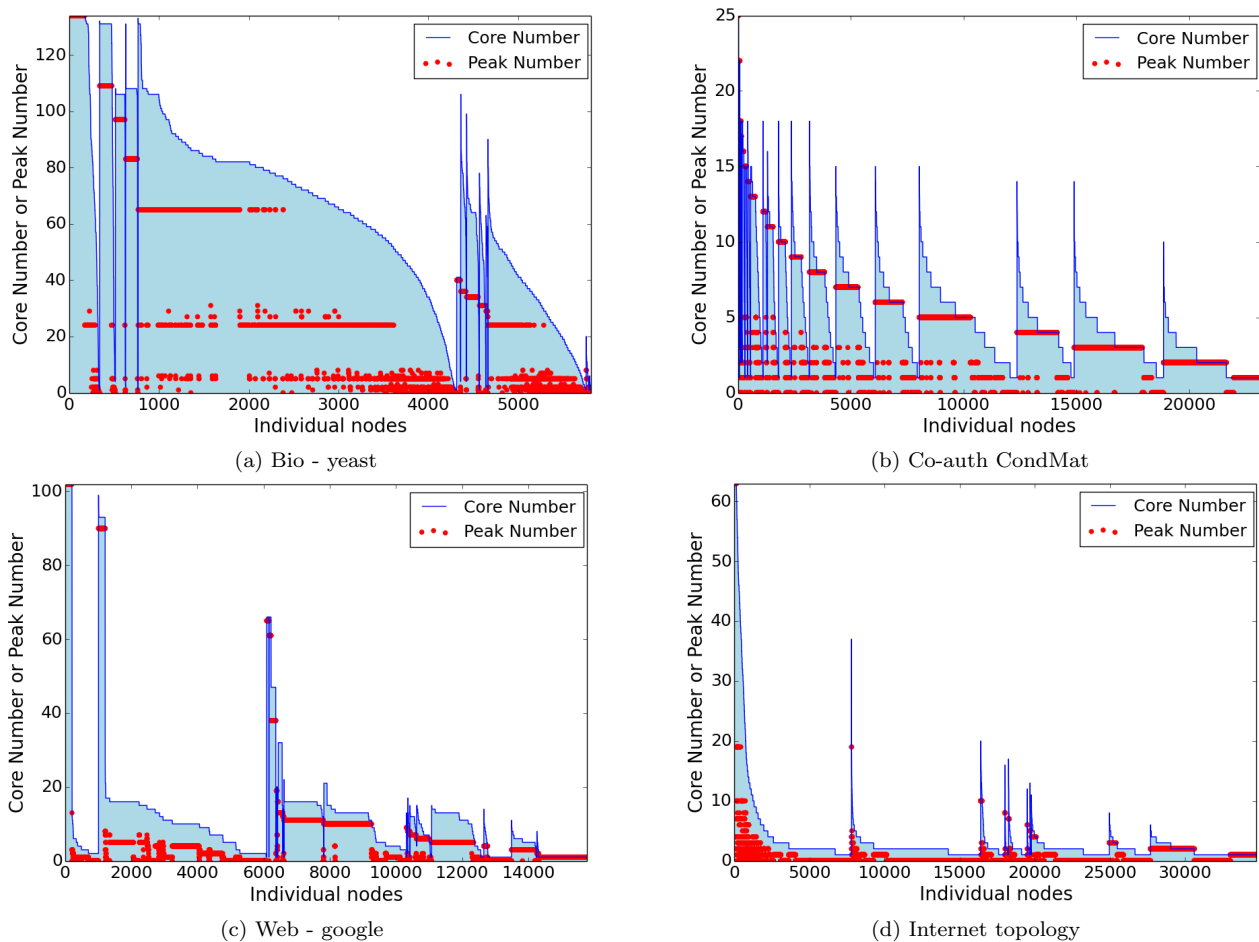 Core Number or Peak Number
120
100
80
60
40
20
0
Core Number
Peak Number
0 1000 2000 3000 4000 5000
Individual nodes
(a) Bio - yeast
Core Number or Peak Number
25
20
15
10
5
0
Core Number
Peak Number
0 5000 10000 15000 20000
Individual nodes
(b) Co-auth CondMat
Core Number or Peak Number
100
80
60
40
20
0
Core Number
Peak Number
0 2000 4000 6000 8000 10000 12000 14000
Individual nodes
(c) Web - google
Core Number or Peak Number
60
50
40
30
20
10
0
Core Number
Peak Number
0 5000 10000 15000 20000 25000 30000
Individual nodes
(d) Internet topology